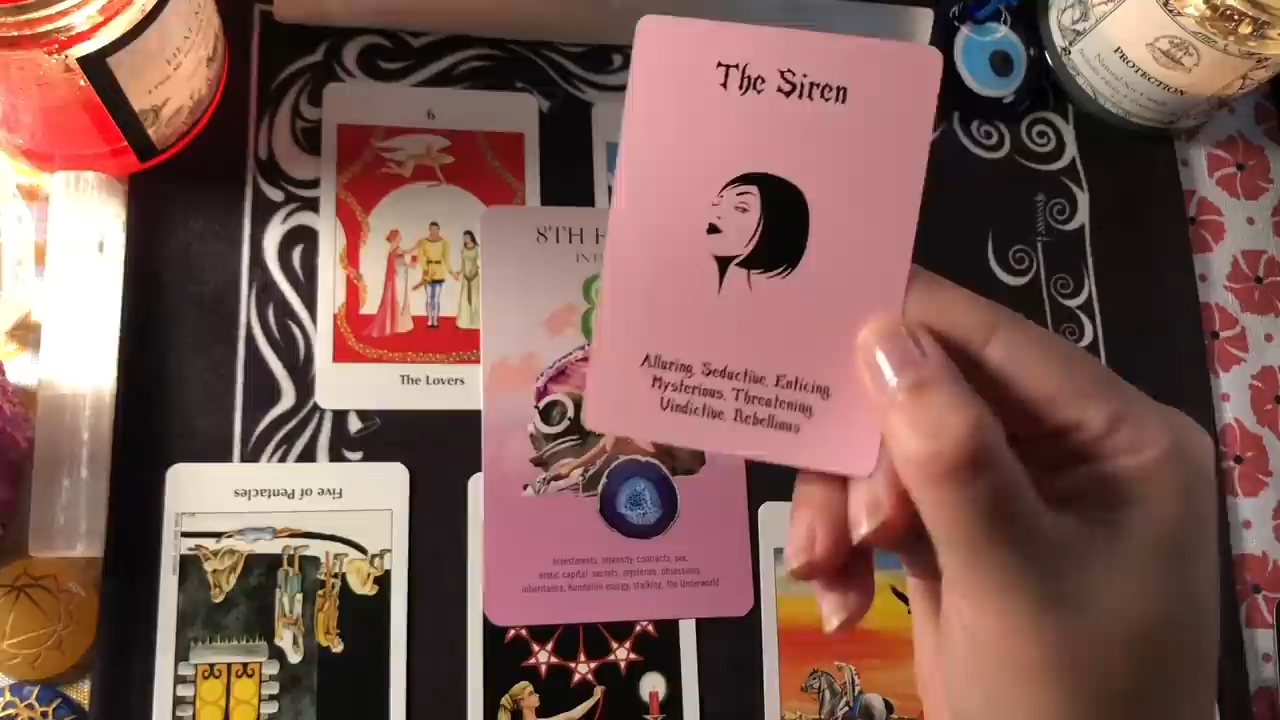 The Siren
Alluring, Seductive, Enticing,
Mysterious, Threatening,
Vindictive, Rebellious
6
The Lovers
8TH
Investments, intensity, contracts, sex,
erotic capital, secrets, mysteries, obsessions,
inheritance, Kundalini energy, stalking, the Underworld
Five of Pentacles
PROTECTION